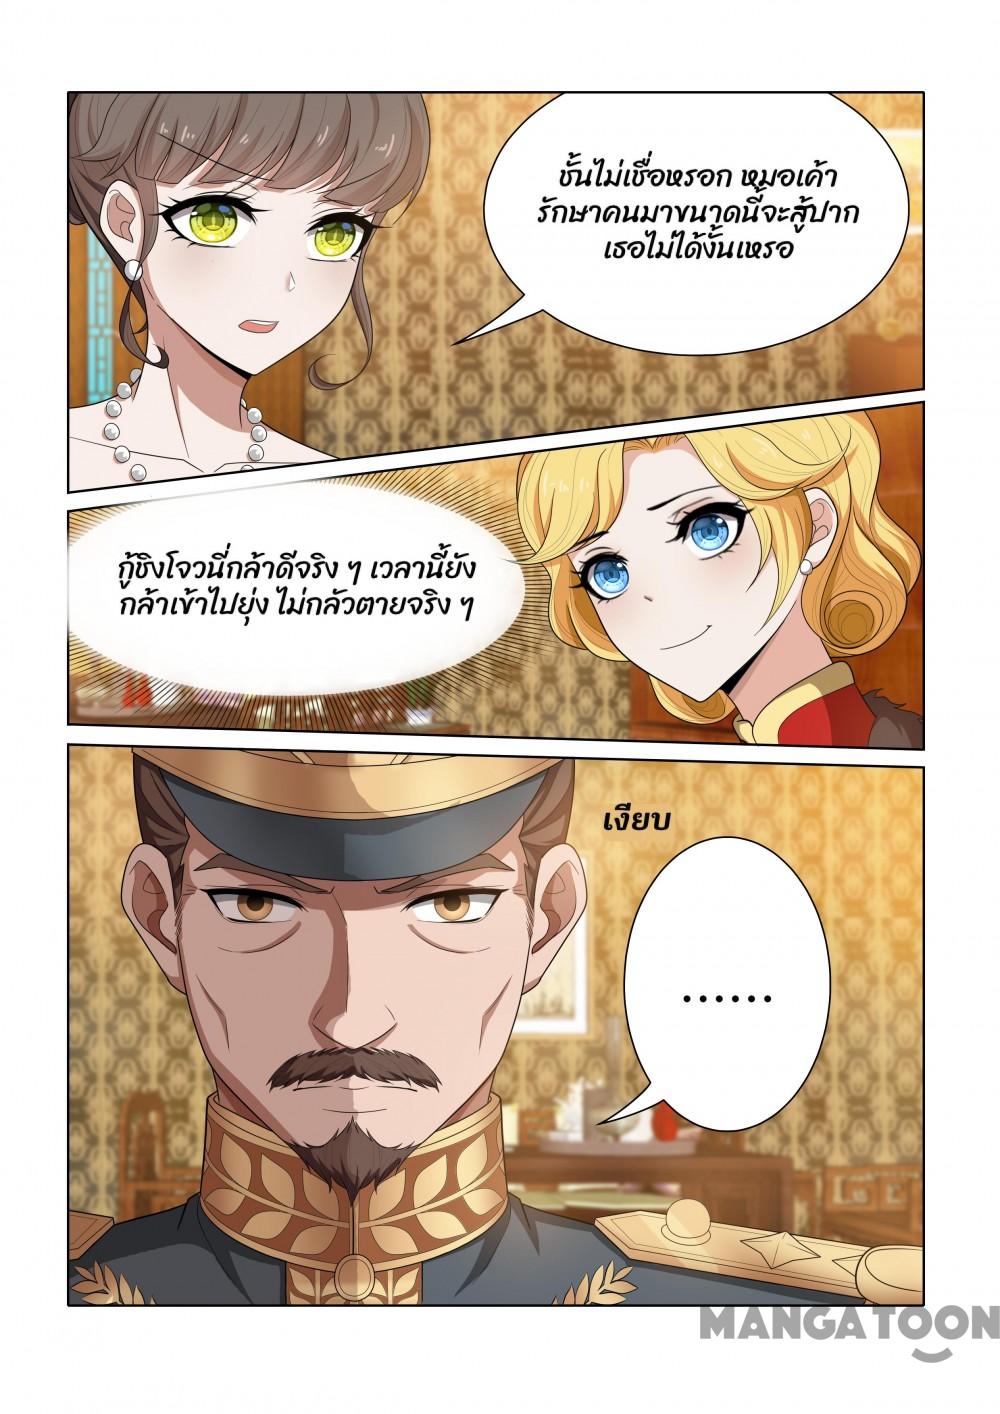 ชั้นไม่เชื่อหรอก หมอเค้า
รักษาคนมาขนาดนี้จะสู้ปาก
เธอไม่ได้งั้นเหรอ
กู้ชิงโจวนี่กล้าดีจริง ๆ เวลานี้ยัง
กล้าเข้าไปยุ่ง ไม่กลัวตายจริง ๆ
เงียบ
......
MANGATOON